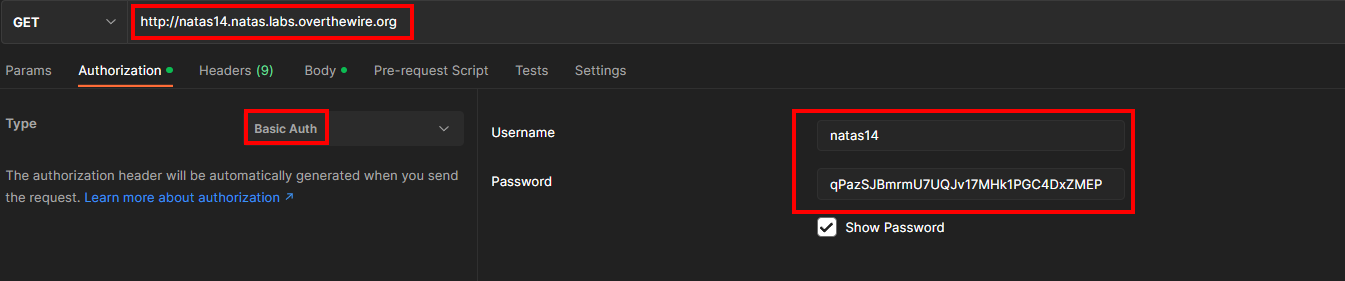 GET http://natas14.natas.labs.overthewire.org
Params Authorization Headers (9) Body Pre-request Script Tests Settings
Type Basic Auth
The authorization header will be automatically generated when you send
the request. Learn more about authorization ↗
Username natas14
Password qPazSJBmrmU7UQJv17MHk1PGC4DxZMEP
Show Password